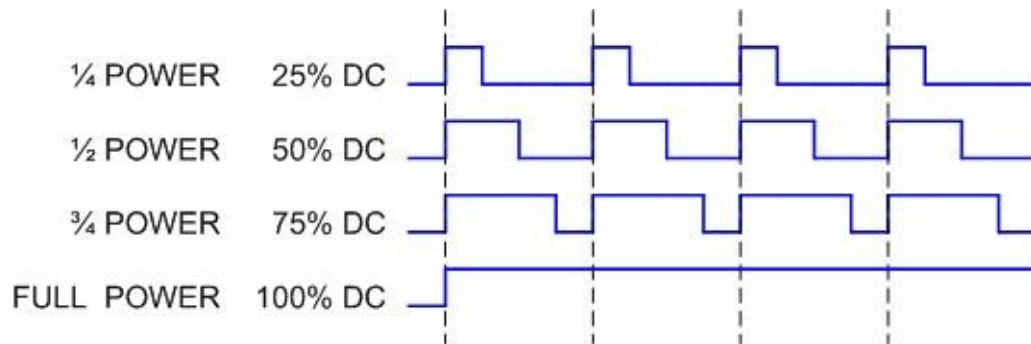 ¼ POWER 25% DC
½ POWER 50% DC
¾ POWER 75% DC
FULL POWER 100% DC